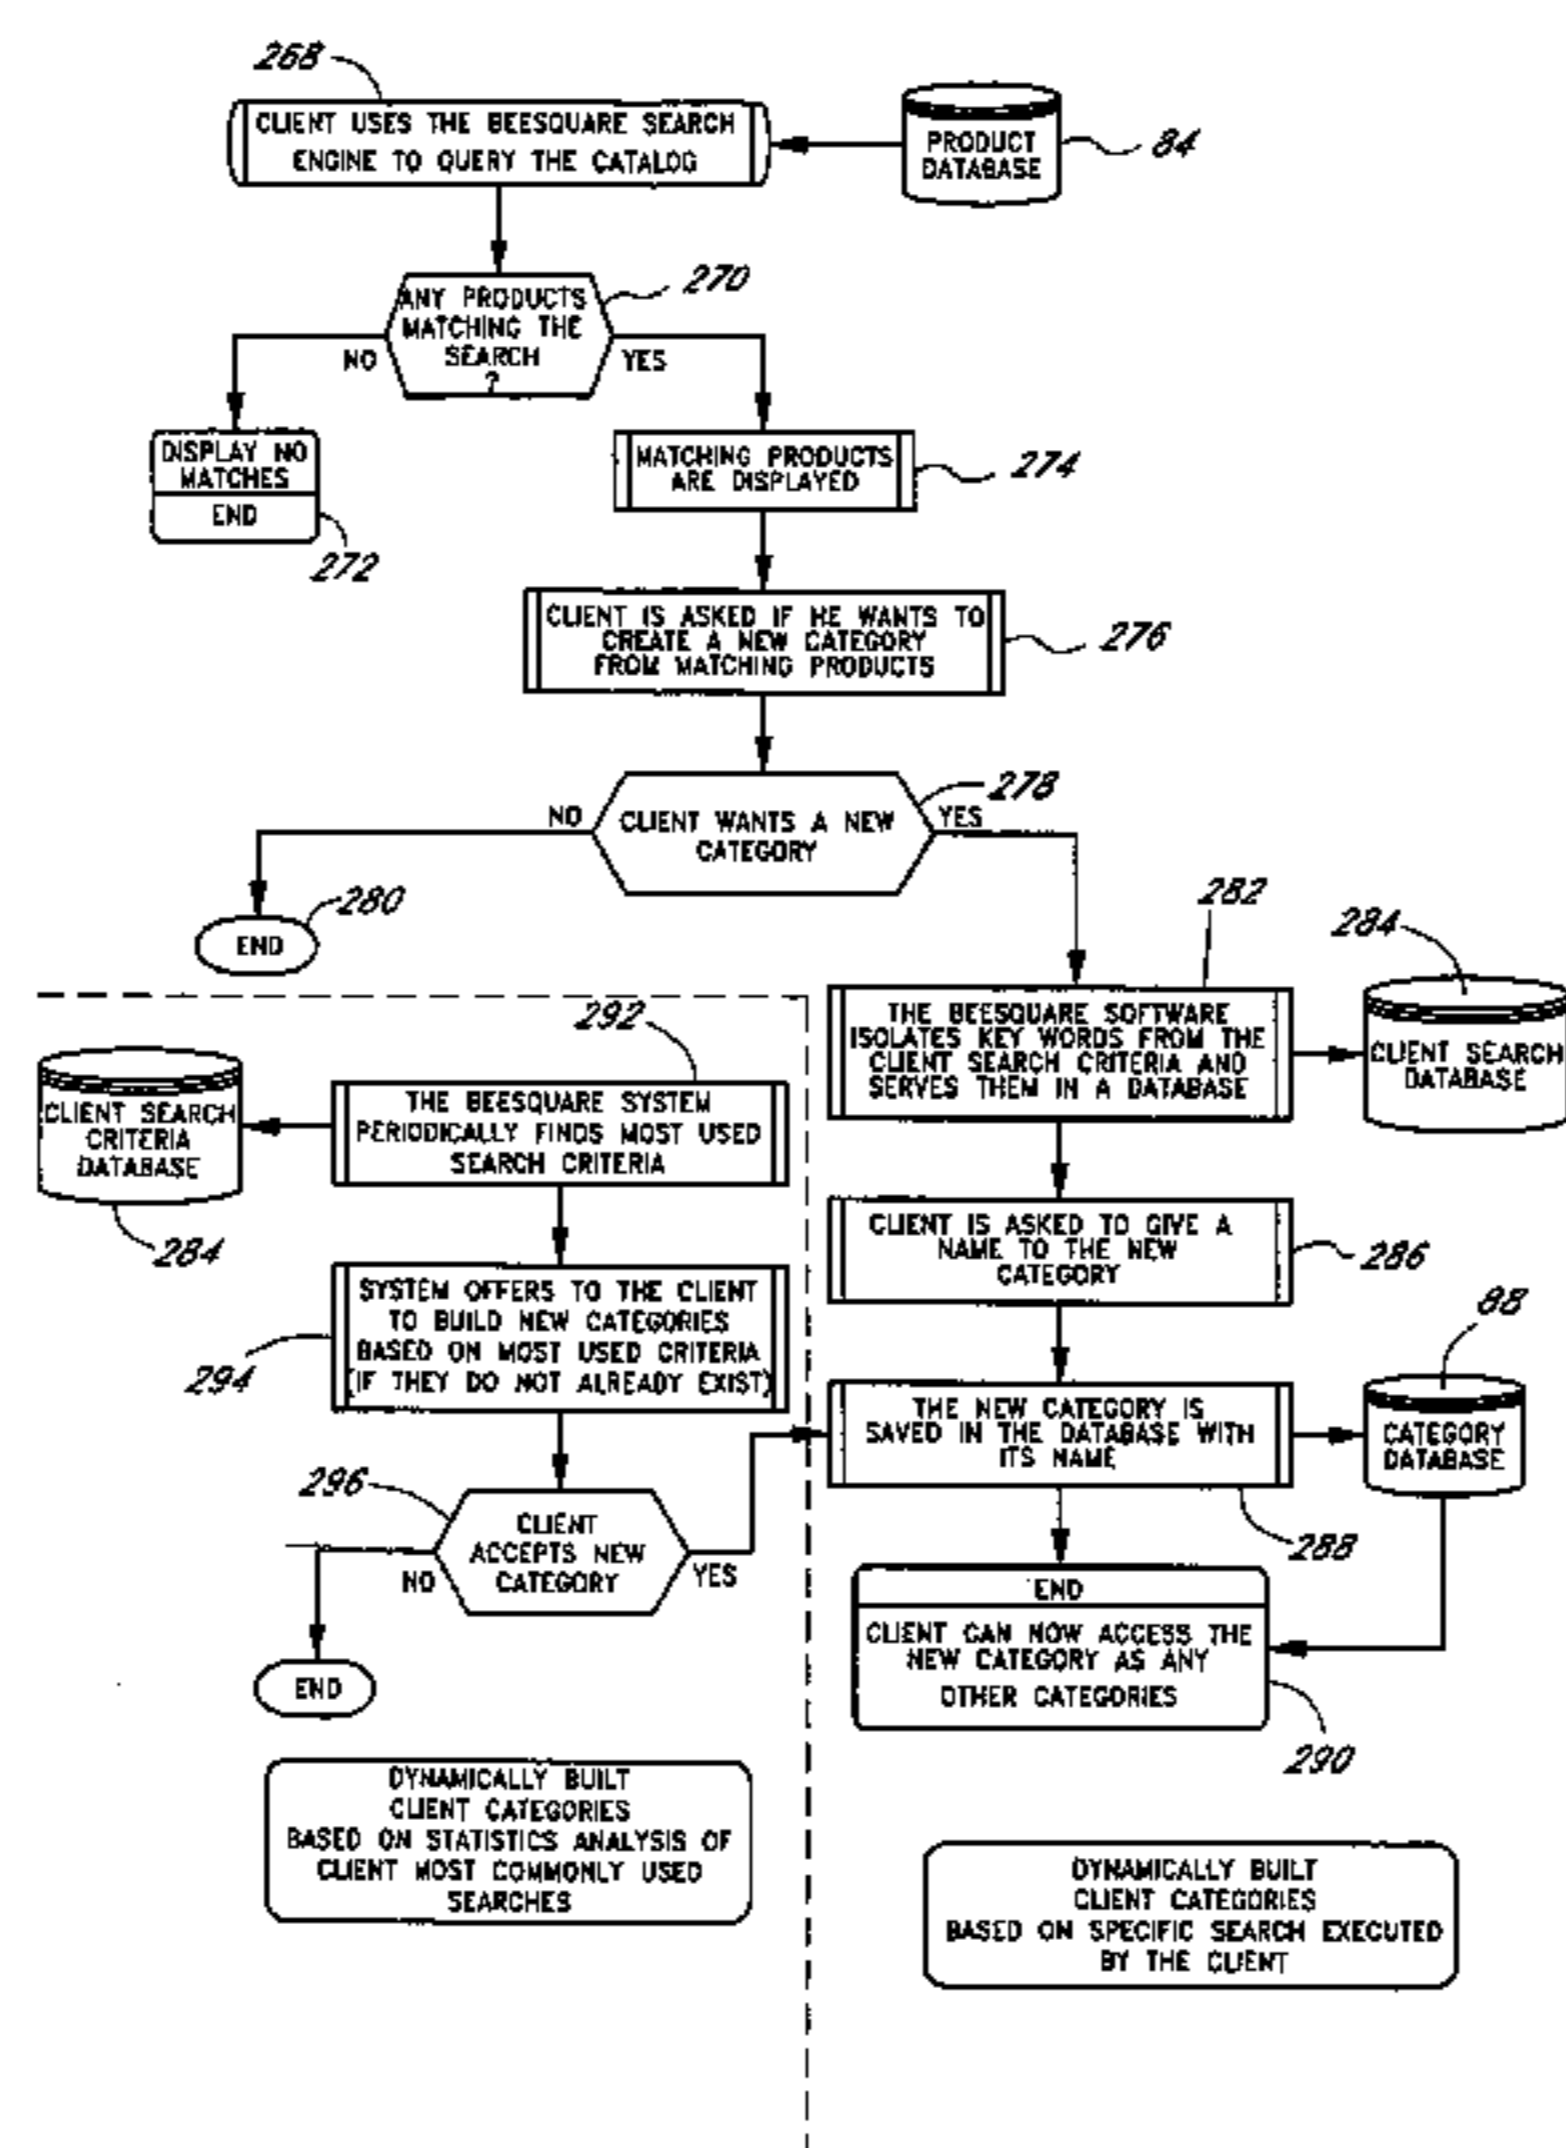 268
CLIENT USES THE BEESQUARE SEARCH
ENGINE TO QUERY THE CATALOG
PRODUCT
DATABASE
84
270
ANY PRODUCTS
MATCHING THE
SEARCH
?
NO
YES
DISPLAY NO
MATCHES
END
272
MATCHING PRODUCTS
ARE DISPLAYED
274
CLIENT IS ASKED IF HE WANTS TO
CREATE A NEW CATEGORY
FROM MATCHING PRODUCTS
276
278
NO
CLIENT WANTS A NEW
CATEGORY
YES
280
END
282
284
THE BEESQUARE SOFTWARE
ISOLATES KEY WORDS FROM THE
CLIENT SEARCH CRITERIA AND
SERVES THEM IN A DATABASE
CLIENT SEARCH
DATABASE
292
CLIENT SEARCH
CRITERIA
DATABASE
284
THE BEESQUARE SYSTEM
PERIODICALLY FINDS MOST USED
SEARCH CRITERIA
CLIENT IS ASKED TO GIVE A
NAME TO THE NEW
CATEGORY
286
SYSTEM OFFERS TO THE CLIENT
TO BUILD NEW CATEGORIES
BASED ON MOST USED CRITERIA
(IF THEY DO NOT ALREADY EXIST)
294
88
THE NEW CATEGORY IS
SAVED IN THE DATABASE WITH
ITS NAME
CATEGORY
DATABASE
288
296
CLIENT
ACCEPTS NEW
CATEGORY
NO
YES
END
END
CLIENT CAN NOW ACCESS THE
NEW CATEGORY AS ANY
OTHER CATEGORIES
290
DYNAMICALLY BUILT
CLIENT CATEGORIES
BASED ON STATISTICS ANALYSIS OF
CLIENT MOST COMMONLY USED
SEARCHES
DYNAMICALLY BUILT
CLIENT CATEGORIES
BASED ON SPECIFIC SEARCH EXECUTED
BY THE CLIENT